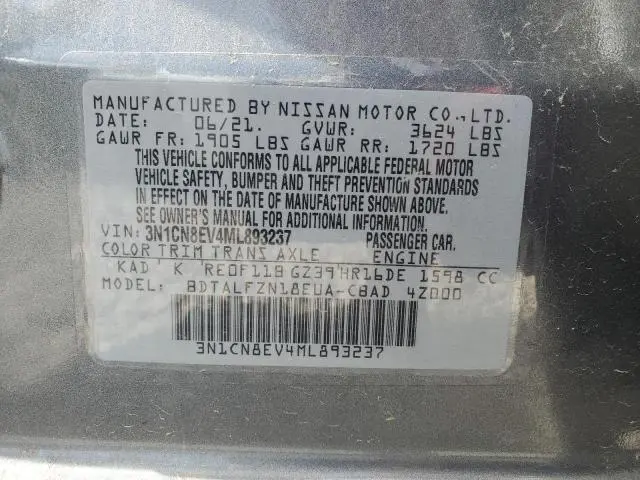 MANUFACTURED BY NISSAN MOTOR CO.,LTD.
DATE: 06/21. GVWR: 3624 LBS
GAWR FR: 1905 LBS GAWR RR: 1720 LBS
THIS VEHICLE CONFORMS TO ALL APPLICABLE FEDERAL MOTOR
VEHICLE SAFETY, BUMPER AND THEFT PREVENTION STANDARDS
IN EFFECT ON THE DATE OF MANUFACTURE SHOWN ABOVE.
SEE OWNER'S MANUAL FOR ADDITIONAL INFORMATION.
VIN: 3N1CN8EV4ML893237 PASSENGER CAR.
COLOR TRIM TRANS AXLE ENGINE
KAD K RE0F11B GZ39 HR16DE 1598 CC
MODEL: BDTALFZN18EUA-CBAD 4Z000
3N1CN8EV4ML893237